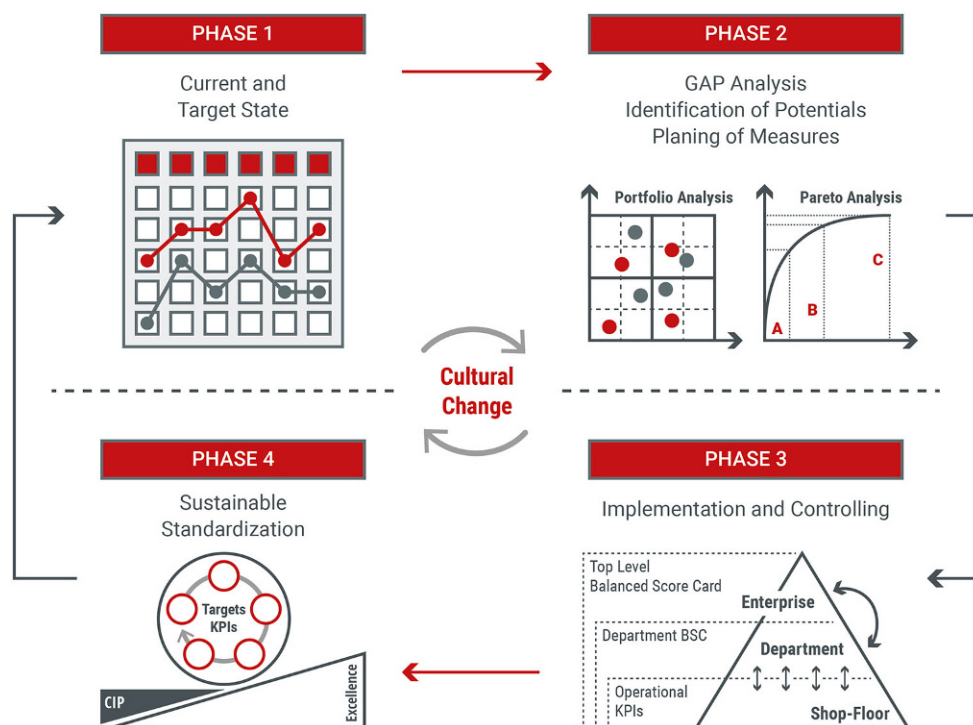 PHASE 1
Current and
Target State
PHASE 2
GAP Analysis
Identification of Potentials
Planing of Measures
Portfolio Analysis
Pareto Analysis
A
B
C
Cultural
Change
PHASE 4
Sustainable
Standardization
Targets
KPIs
CIP
Excellence
PHASE 3
Implementation and Controlling
Top Level
Balanced Score Card
Enterprise
Department BSC
Department
Operational
KPIs
Shop-Floor